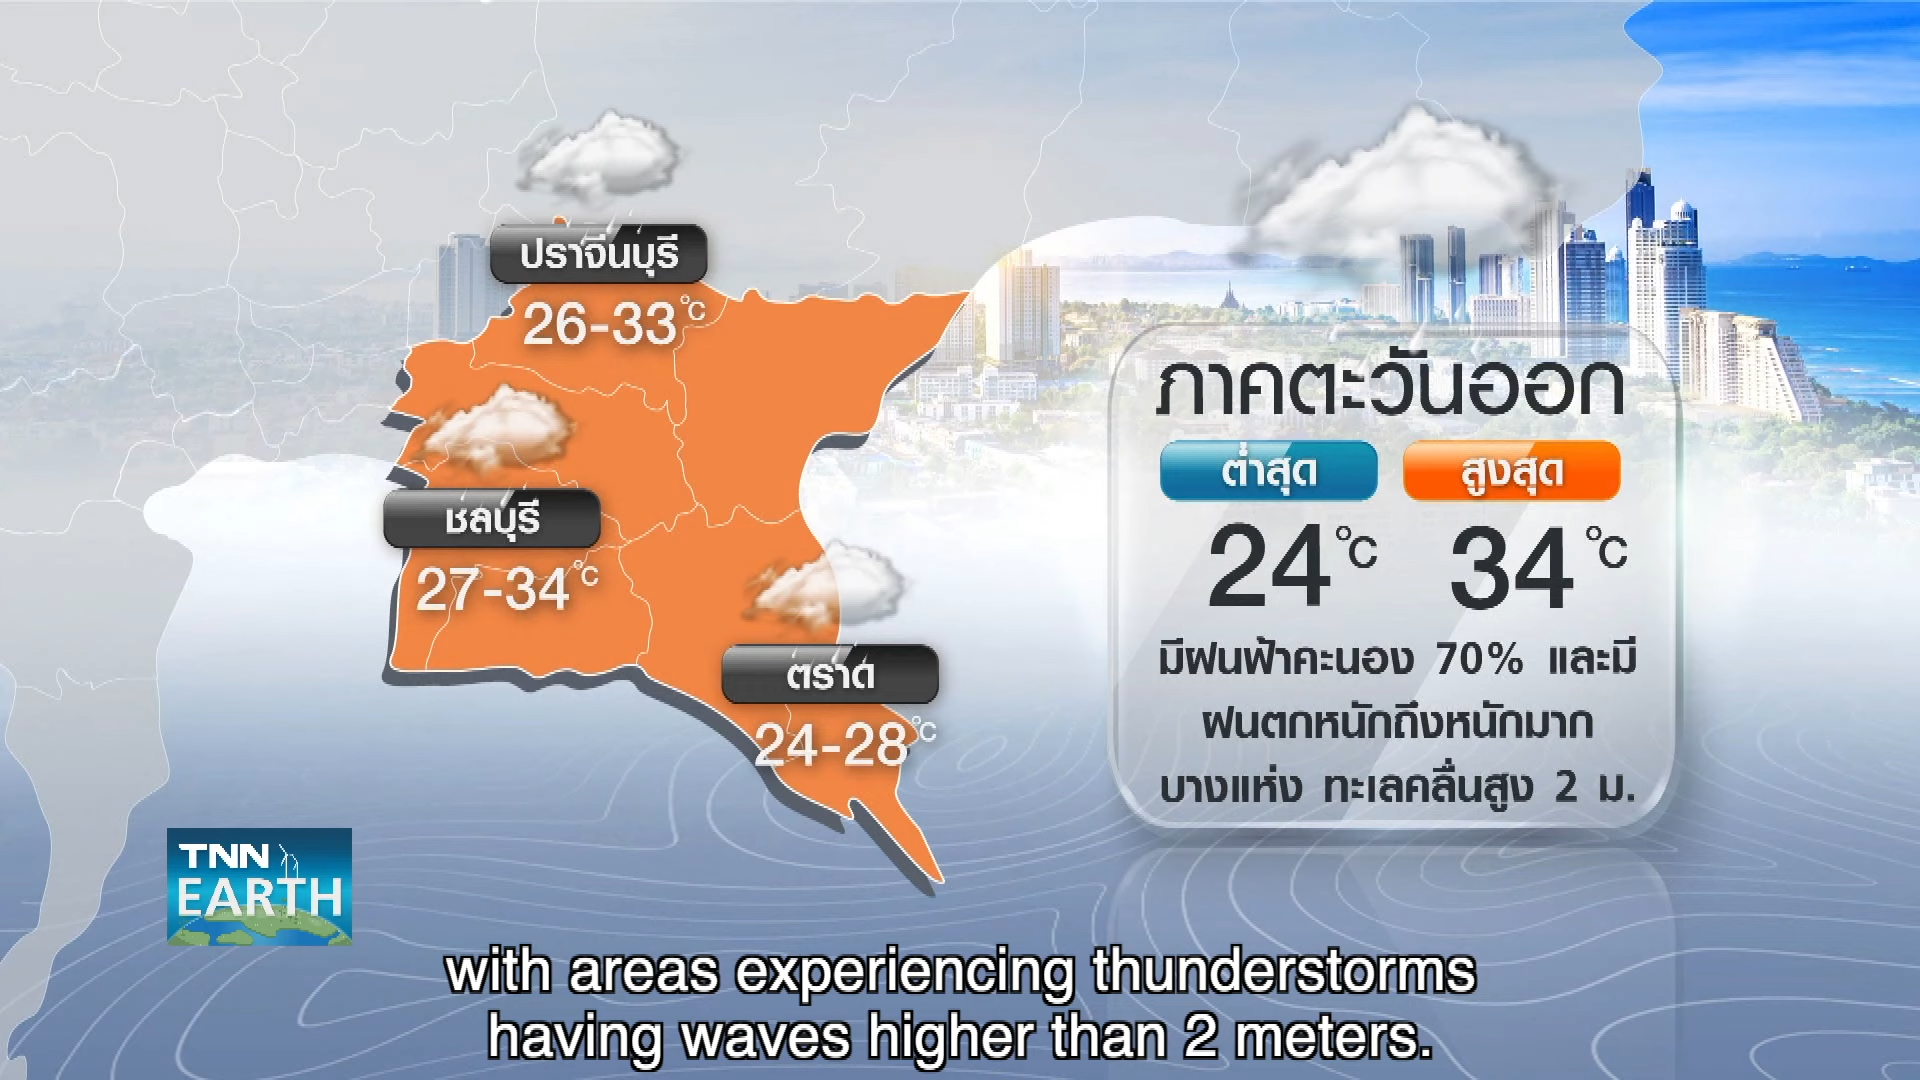 ปราจีนบุรี
26-33°C
ชลบุรี
27-34°C
ตราด
24-28°C
ภาคตะวันออก
ต่ำสุด สูงสุด
24°C 34°C
มีฝนฟ้าคะนอง 70% และมี
ฝนตกหนักถึงหนักมาก
บางแห่ง ทะเลคลื่นสูง 2 ม.
TNN
EARTH
with areas experiencing thunderstorms
having waves higher than 2 meters.